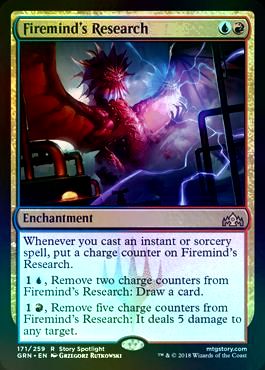 Firemind's Research
Enchantment
Whenever you cast an instant or sorcery
spell, put a charge counter on Firemind's
Research.
1, Remove two charge counters from
Firemind's Research: Draw a card.
1, Remove five charge counters from
Firemind's Research: It deals 5 damage to
any target.
171/259 R Story Spotlight
mtgstory.com
GRN • EN Grzegorz Rutkowski
™ & © 2018 Wizards of the Coast